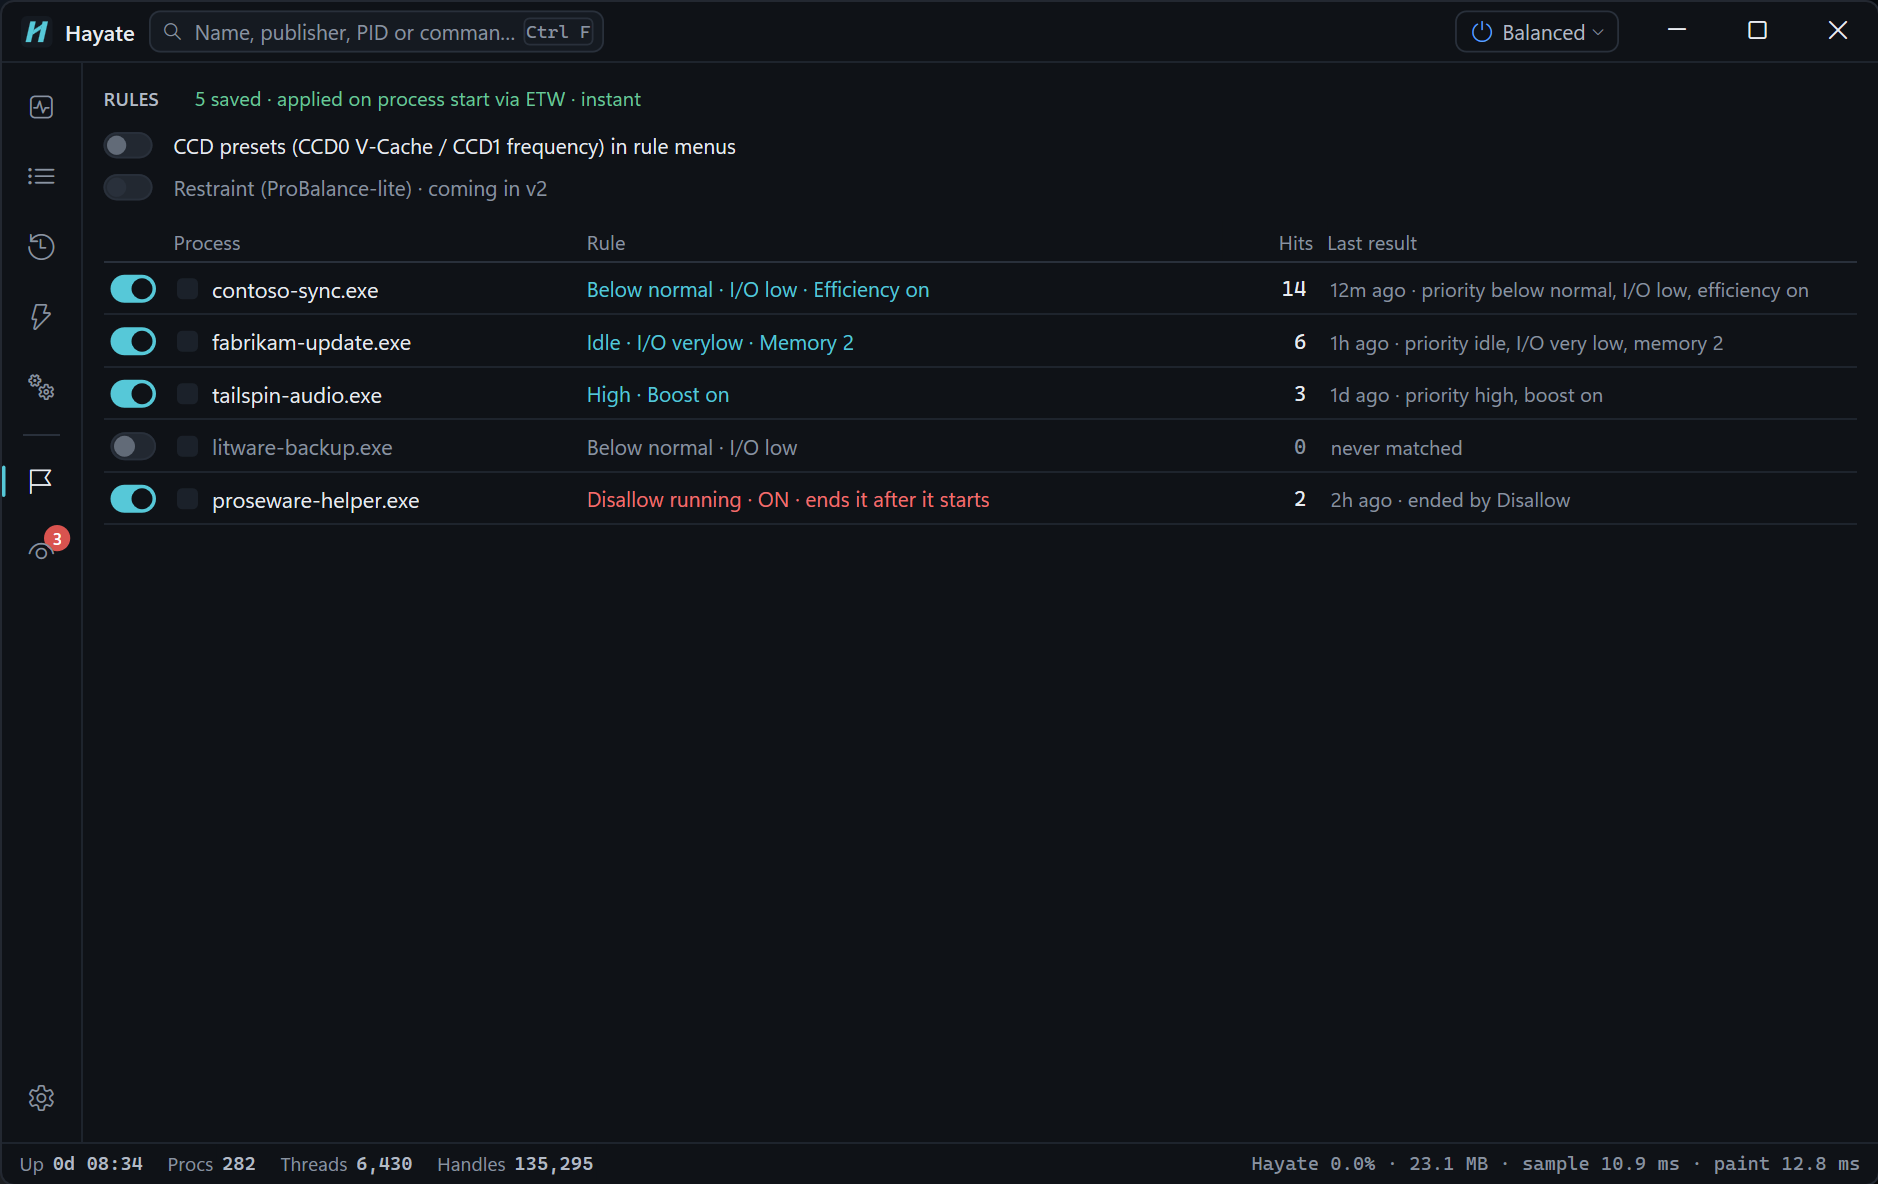 Hayate
Name, publisher, PID or comman... Ctrl F
Balanced
RULES 5 saved · applied on process start via ETW · instant
CCD presets (CCD0 V-Cache / CCD1 frequency) in rule menus
Restraint (ProBalance-lite) · coming in v2
Process Rule Hits Last result
contoso-sync.exe Below normal · I/O low · Efficiency on 14 12m ago · priority below normal, I/O low, efficiency on
fabrikam-update.exe Idle · I/O verylow · Memory 2 6 1h ago · priority idle, I/O very low, memory 2
tailspin-audio.exe High · Boost on 3 1d ago · priority high, boost on
litware-backup.exe Below normal · I/O low 0 never matched
proseware-helper.exe Disallow running · ON · ends it after it starts 2 2h ago · ended by Disallow
3
Up 0d 08:34 Procs 282 Threads 6,430 Handles 135,295 Hayate 0.0% · 23.1 MB · sample 10.9 ms · paint 12.8 ms